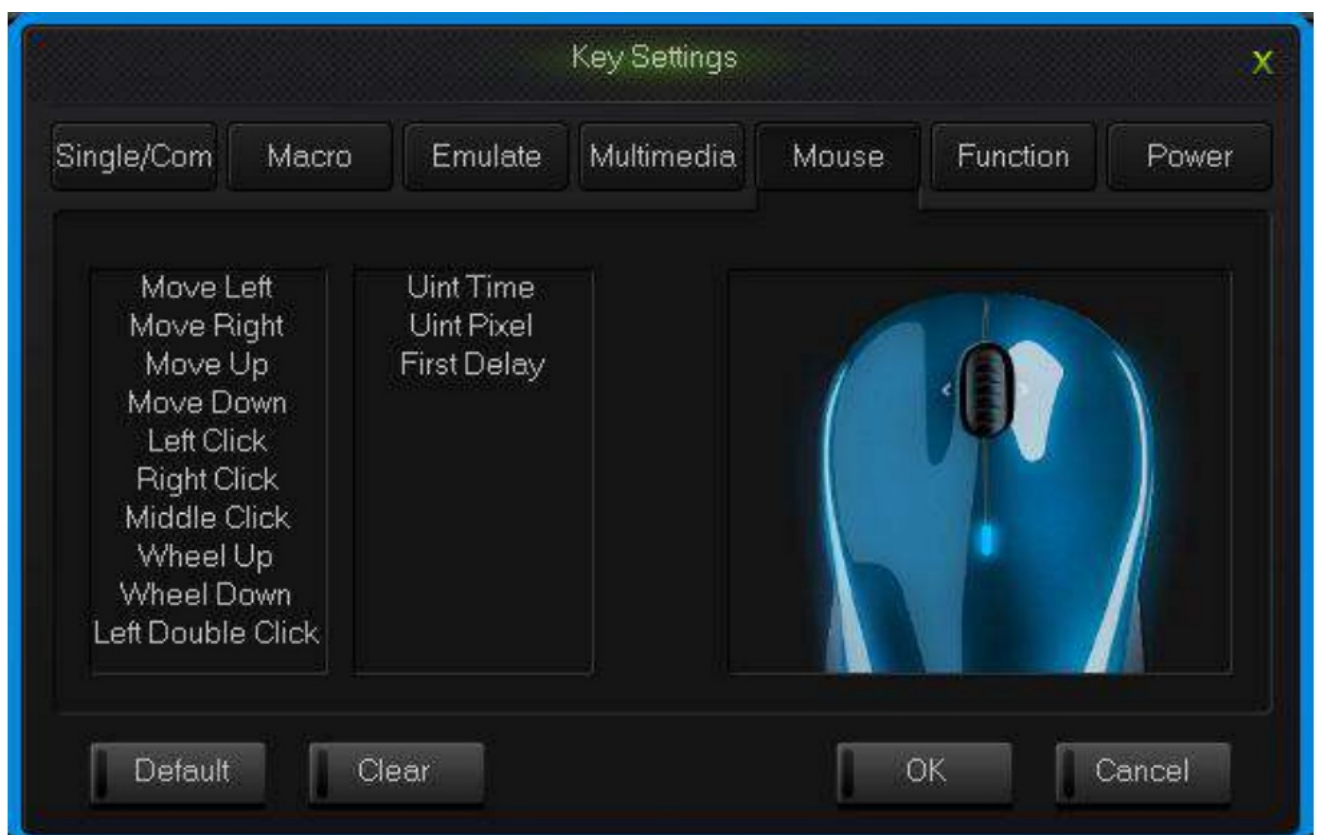 Key Settings
X
Single/Com
Macro
Emulate
Multimedia
Mouse
Function
Power
Move Left
Move Right
Move Up
Move Down
Left Click
Right Click
Middle Click
Wheel Up
Wheel Down
Left Double Click
Uint Time
Uint Pixel
First Delay
Default
Clear
OK
Cancel